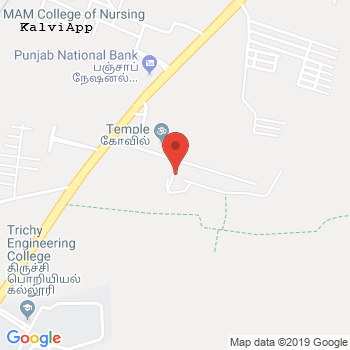 MAM College of Nursing
KalviApp
Punjab National Bank
பஞ்சாப்
நேஷனல்...
Temple
கோவில்
Trichy
Engineering
College
திருச்சி
பொறியியல்
கல்லூரி
Google
Map data ©2019 Google